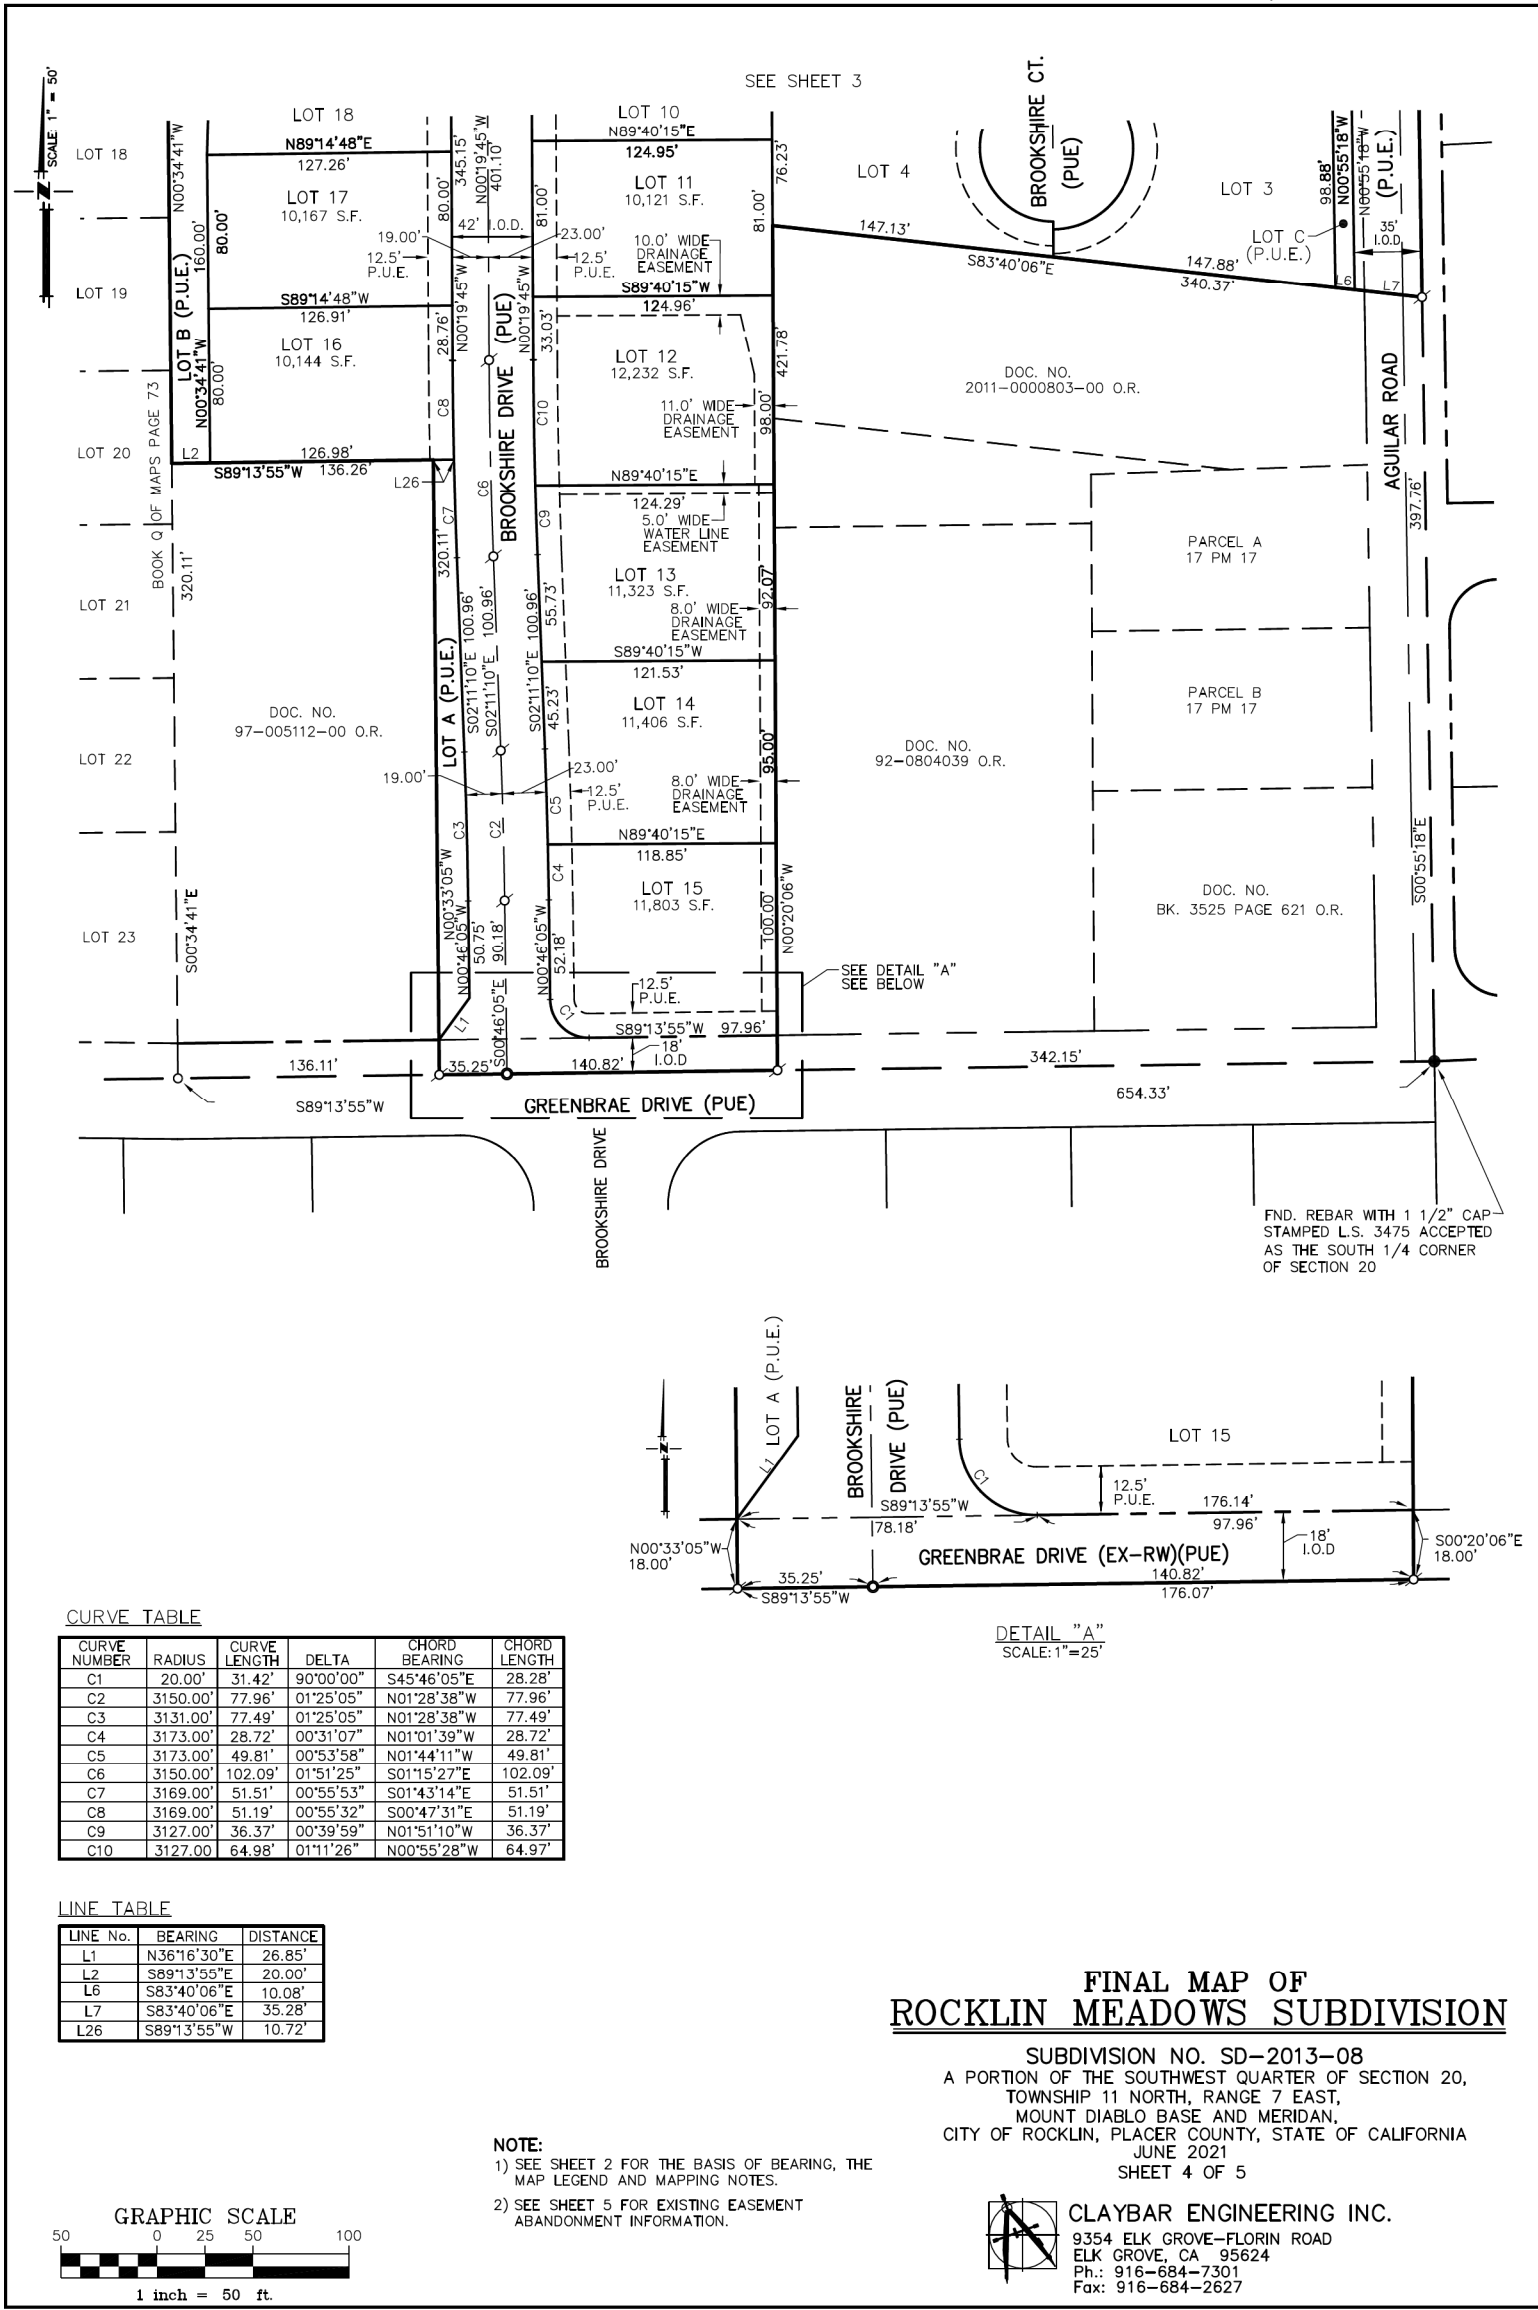 SEE SHEET 3
SCALE: 1" = 50'
LOT 18
LOT 19
LOT 20
LOT 21
LOT 22
LOT 23
BOOK Q OF MAPS PAGE 73
320.11'
S00°34'41"E
N00°34'41"W
160.00'
LOT B (P.U.E.)
N00°34'41"W
80.00'
80.00'
LOT 18
N89°14'48"E
127.26'
LOT 17
10,167 S.F.
S89°14'48"W
126.91'
LOT 16
10,144 S.F.
L2
126.98'
S89°13'55"W 136.26'
L26
19.00'
12.5'
P.U.E.
80.00'
345.15'
N00°19'45"W
401.10'
42' I.O.D.
28.76'
N00°19'45"W
C8
C7
320.11'
C6
BROOKSHIRE DRIVE
(PUE)
N00°19'45"W
81.00'
23.00'
12.5'
P.U.E.
33.03'
C10
C9
LOT 10
N89°40'15"E
124.95'
LOT 11
10,121 S.F.
10.0' WIDE
DRAINAGE
EASEMENT
S89°40'15"W
124.96'
LOT 12
12,232 S.F.
11.0' WIDE
DRAINAGE
EASEMENT
N89°40'15"E
124.29'
5.0' WIDE
WATER LINE
EASEMENT
LOT 13
11,323 S.F.
8.0' WIDE
DRAINAGE
EASEMENT
S89°40'15"W
121.53'
LOT 14
11,406 S.F.
8.0' WIDE
DRAINAGE
EASEMENT
N89°40'15"E
118.85'
LOT 15
11,803 S.F.
76.23'
81.00'
421.78'
98.00'
92.07'
95.00'
100.00'
N00°20'06"W
LOT A (P.U.E.)
S02°11'10"E 100.96'
S02°11'10"E 100.96'
S02°11'10"E 100.96'
55.73'
45.23'
19.00'
23.00'
12.5'
P.U.E.
C3
C2
C5
C4
N00°33'05"W
N00°46'05"W
50.75'
S00°46'05"E 90.18'
N00°46'05"W
52.18'
L1
C1
12.5'
P.U.E.
S89°13'55"W 97.96'
18'
I.O.D
35.25'
140.82'
136.11'
S89°13'55"W
GREENBRAE DRIVE (PUE)
BROOKSHIRE DRIVE
SEE DETAIL "A"
SEE BELOW
DOC. NO.
97-005112-00 O.R.
LOT 4
BROOKSHIRE CT.
(PUE)
LOT 3
147.13'
S83°40'06"E
147.88'
340.37'
98.88'
N00°55'18"W
N00°55'18"W
(P.U.E.)
LOT C
(P.U.E.)
35'
I.O.D
L6
L7
DOC. NO.
2011-0000803-00 O.R.
AGUILAR ROAD
397.76'
S00°55'18"E
PARCEL A
17 PM 17
PARCEL B
17 PM 17
DOC. NO.
92-0804039 O.R.
DOC. NO.
BK. 3525 PAGE 621 O.R.
342.15'
654.33'
FND. REBAR WITH 1 1/2" CAP
STAMPED L.S. 3475 ACCEPTED
AS THE SOUTH 1/4 CORNER
OF SECTION 20
LOT A (P.U.E.)
L1
BROOKSHIRE
DRIVE (PUE)
C1
LOT 15
12.5'
P.U.E.
S89°13'55"W
176.14'
78.18'
97.96'
18'
I.O.D
N00°33'05"W
18.00'
S00°20'06"E
18.00'
GREENBRAE DRIVE (EX-RW)(PUE)
35.25'
140.82'
S89°13'55"W
176.07'
DETAIL "A"
SCALE: 1"=25'
CURVE TABLE
CURVE NUMBER RADIUS CURVE LENGTH DELTA CHORD BEARING CHORD LENGTH
C1 20.00' 31.42' 90°00'00" S45°46'05"E 28.28'
C2 3150.00' 77.96' 01°25'05" N01°28'38"W 77.96'
C3 3131.00' 77.49' 01°25'05" N01°28'38"W 77.49'
C4 3173.00' 28.72' 00°31'07" N01°01'39"W 28.72'
C5 3173.00' 49.81' 00°53'58" N01°44'11"W 49.81'
C6 3150.00' 102.09' 01°51'25" S01°15'27"E 102.09'
C7 3169.00' 51.51' 00°55'53" S01°43'14"E 51.51'
C8 3169.00' 51.19' 00°55'32" S00°47'31"E 51.19'
C9 3127.00' 36.37' 00°39'59" N01°51'10"W 36.37'
C10 3127.00 64.98' 01°11'26" N00°55'28"W 64.97'
LINE TABLE
LINE No. BEARING DISTANCE
L1 N36°16'30"E 26.85'
L2 S89°13'55"E 20.00'
L6 S83°40'06"E 10.08'
L7 S83°40'06"E 35.28'
L26 S89°13'55"W 10.72'
FINAL MAP OF
ROCKLIN MEADOWS SUBDIVISION
SUBDIVISION NO. SD-2013-08
A PORTION OF THE SOUTHWEST QUARTER OF SECTION 20,
TOWNSHIP 11 NORTH, RANGE 7 EAST,
MOUNT DIABLO BASE AND MERIDAN,
CITY OF ROCKLIN, PLACER COUNTY, STATE OF CALIFORNIA
JUNE 2021
SHEET 4 OF 5
CLAYBAR ENGINEERING INC.
9354 ELK GROVE-FLORIN ROAD
ELK GROVE, CA 95624
Ph.: 916-684-7301
Fax: 916-684-2627
NOTE:
1) SEE SHEET 2 FOR THE BASIS OF BEARING, THE
MAP LEGEND AND MAPPING NOTES.
2) SEE SHEET 5 FOR EXISTING EASEMENT
ABANDONMENT INFORMATION.
GRAPHIC SCALE
50 0 25 50 100
1 inch = 50 ft.